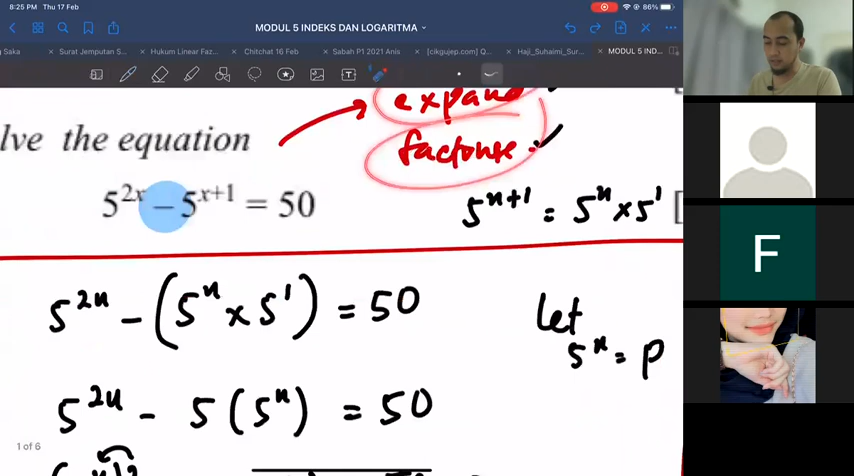 8:25 PM Thu 17 Feb
86%
MODUL 5 INDEKS DAN LOGARITMA
Saka
Surat Jemputan S...
Hukum Linear Faz...
Chitchat 16 Feb
Sabah P1 2021 Anis
[cikgujep.com] Q...
Haji_Suhaimi_Sur...
MODUL 5 IND...
expand
factorise
lve the equation
5^{2x} – 5^{x+1} = 50
5^{x+1} = 5^x × 5^1 [
5^{2x} – (5^x × 5^1) = 50
let
5^x = p
5^{2x} – 5(5^x) = 50
1 of 6
F